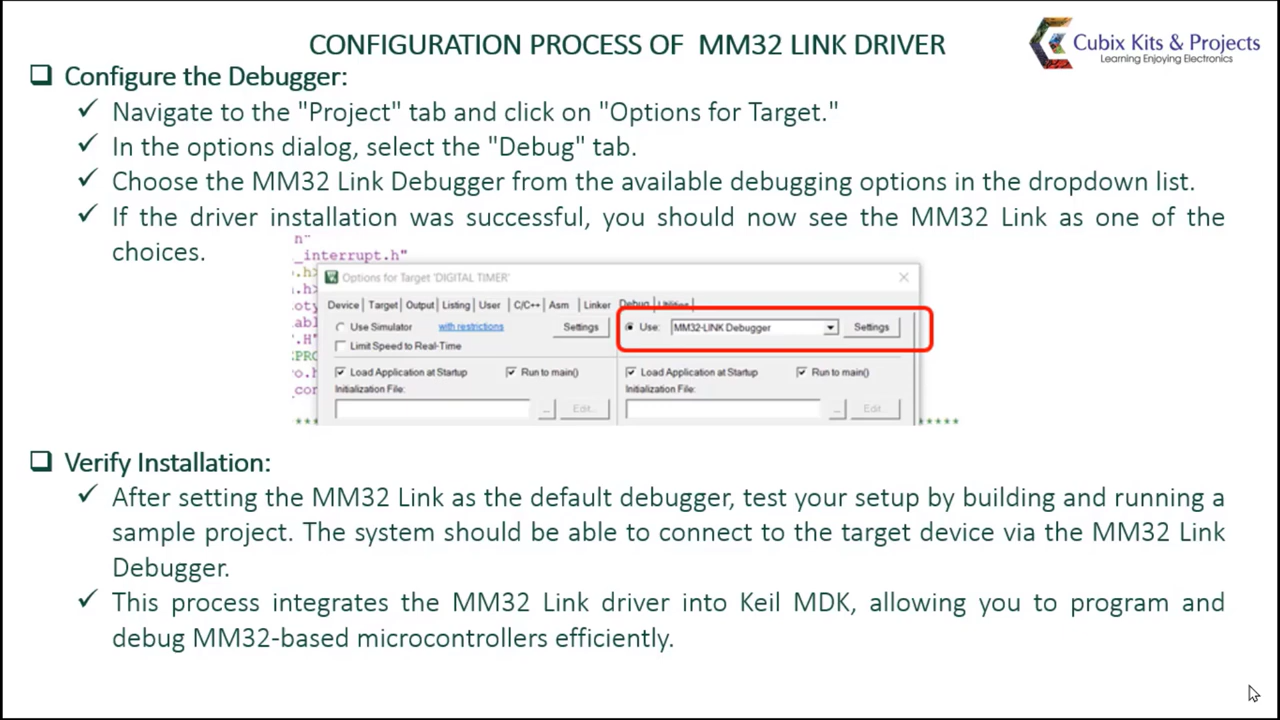 CONFIGURATION PROCESS OF MM32 LINK DRIVER
Cubix Kits & Projects
Learning Enjoying Electronics
Configure the Debugger:
Navigate to the "Project" tab and click on "Options for Target."
In the options dialog, select the "Debug" tab.
Choose the MM32 Link Debugger from the available debugging options in the dropdown list.
If the driver installation was successful, you should now see the MM32 Link as one of the
choices.
_interrupt.h"
Options for Target 'DIGITAL TIMER'
Device Target Output Listing User C/C++ Asm Linker Debug Utilities
Use Simulator with restrictions Settings Use: MM32-LINK Debugger Settings
Limit Speed to Real-Time
Load Application at Startup Run to main() Load Application at Startup Run to main()
Initialization File: Initialization File:
... Edit... ... Edit...
Verify Installation:
After setting the MM32 Link as the default debugger, test your setup by building and running a
sample project. The system should be able to connect to the target device via the MM32 Link
Debugger.
This process integrates the MM32 Link driver into Keil MDK, allowing you to program and
debug MM32-based microcontrollers efficiently.